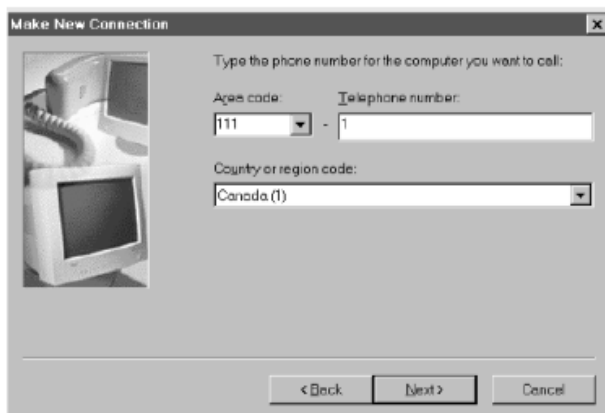 Make New Connection
Type the phone number for the computer you want to call:
Area code: Telephone number:
111 - 1
Country or region code:
Canada (1)
< Back Next > Cancel